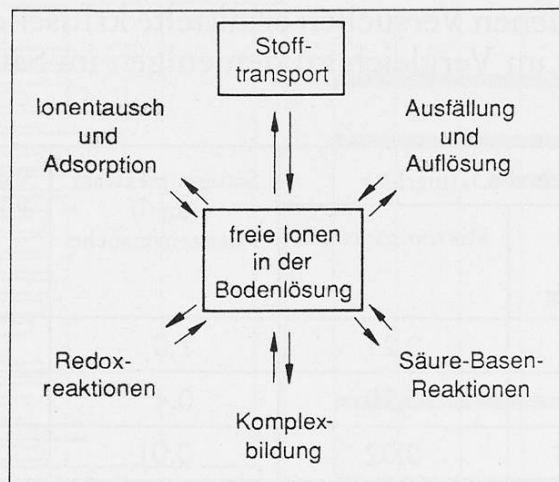 Stoff-
transport
Ionentausch
und
Adsorption
Ausfällung
und
Auflösung
freie Ionen
in der
Bodenlösung
Redox-
reaktionen
Säure-Basen-
Reaktionen
Komplex-
bildung